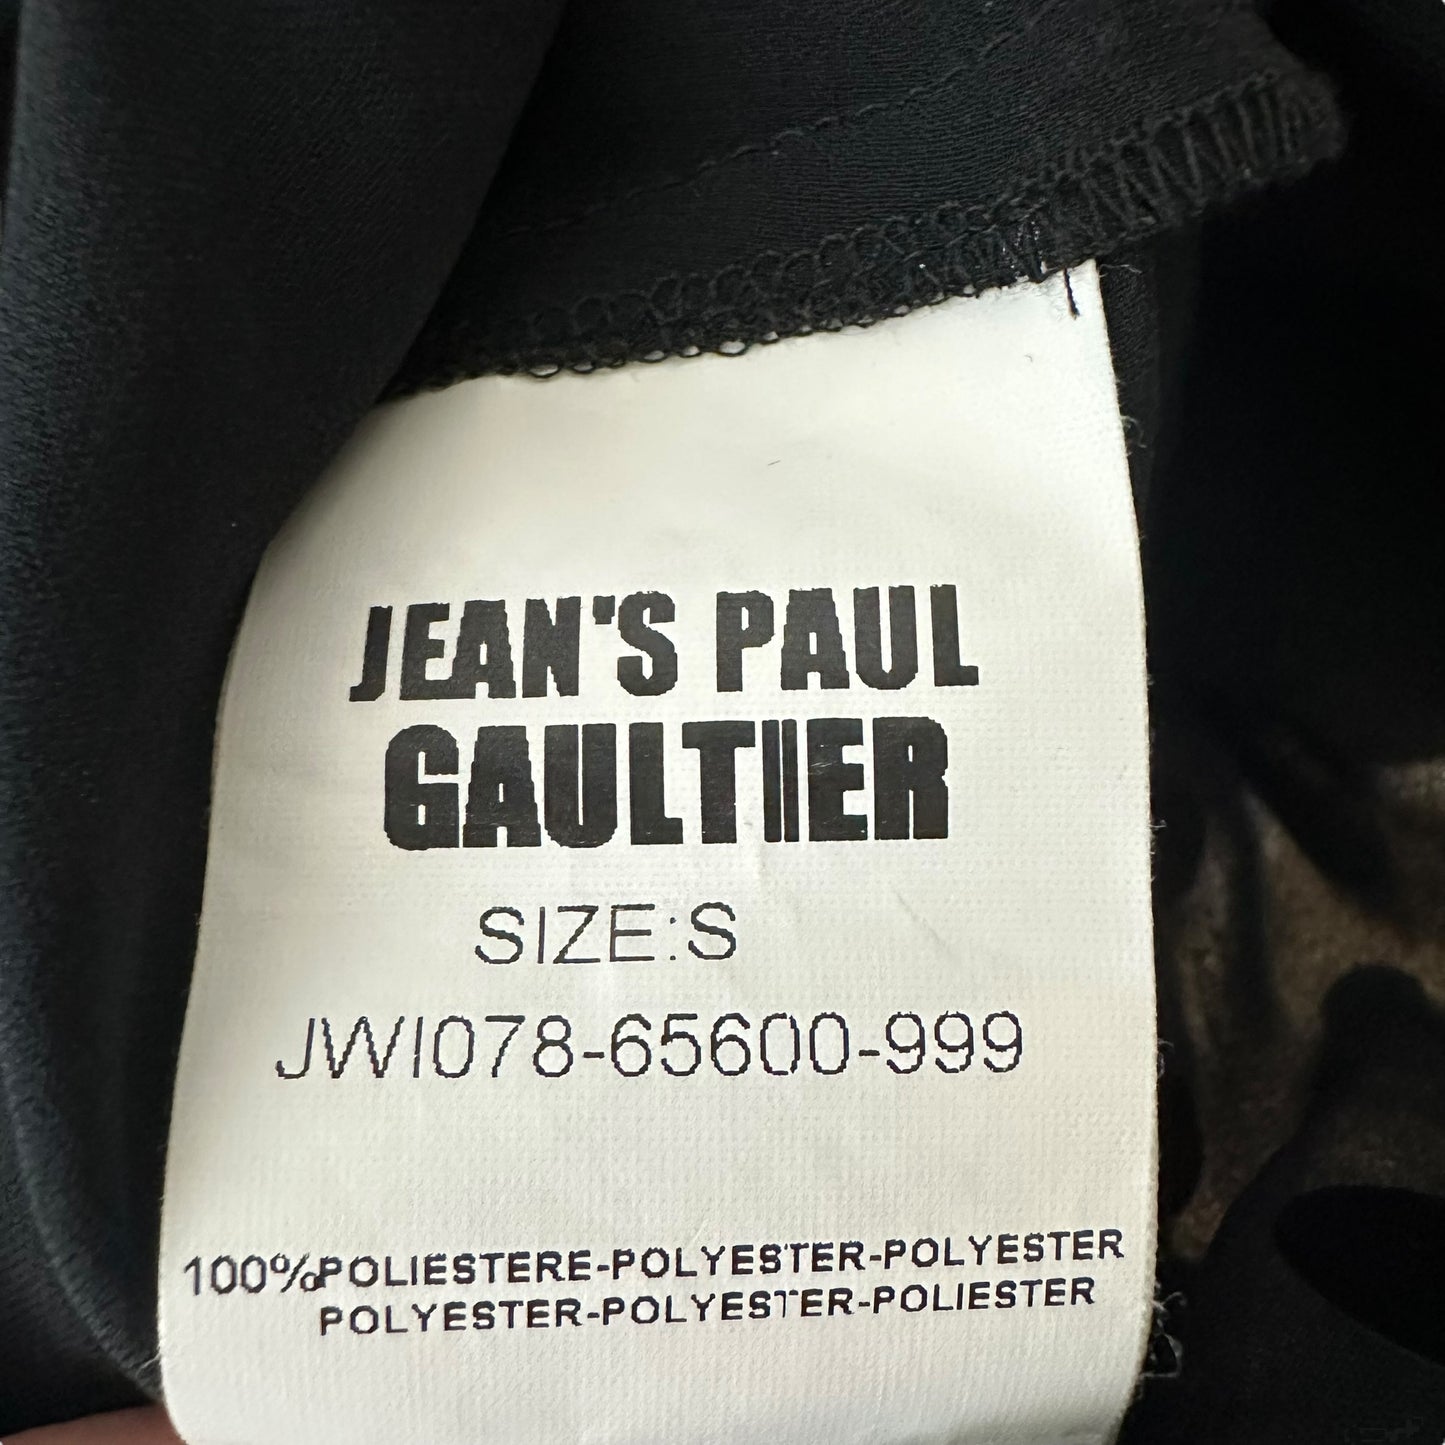 JEAN'S PAUL
GAULTIER
SIZE:S
JWI078-65600-999
100%POLIESTERE-POLYESTER-POLYESTER
POLYESTER-POLYESTER-POLIESTER